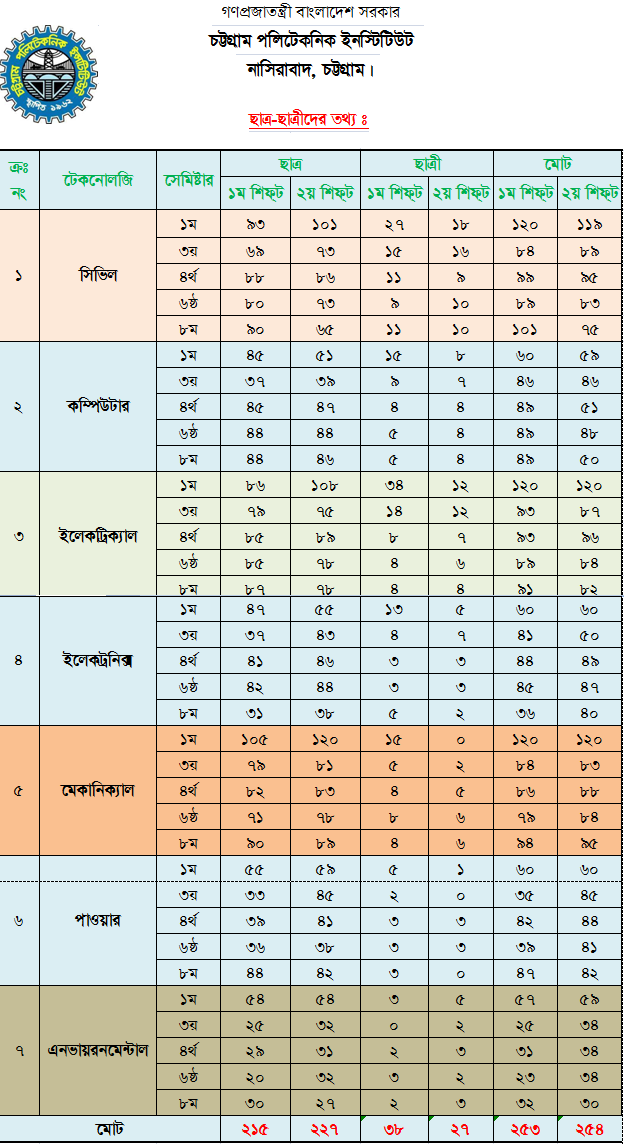 গণপ্রজাতন্ত্রী বাংলাদেশ সরকার
চট্টগ্রাম পলিটেকনিক ইনস্টিটিউট
নাসিরাবাদ, চট্টগ্রাম।
চট্টগ্রাম পলিটেকনিক ইনস্টিটিউট
স্থাপিত ১৯৬২
ছাত্র-ছাত্রীদের তথ্য ঃ
ক্রঃ নং টেকনোলজি সেমিষ্টার ছাত্র ছাত্রী মোট
১ম শিফ্ট ২য় শিফ্ট ১ম শিফ্ট ২য় শিফ্ট ১ম শিফ্ট ২য় শিফ্ট
১ সিভিল
১ম ৯৩ ১০১ ২৭ ১৮ ১২০ ১১৯
৩য় ৬৯ ৭৩ ১৫ ১৬ ৮৪ ৮৯
৪র্থ ৮৮ ৮৬ ১১ ৯ ৯৯ ৯৫
৬ষ্ঠ ৮০ ৭৩ ৯ ১০ ৮৯ ৮৩
৮ম ৯০ ৬৫ ১১ ১০ ১০১ ৭৫
২ কম্পিউটার
১ম ৪৫ ৫১ ১৫ ৮ ৬০ ৫৯
৩য় ৩৭ ৩৯ ৯ ৭ ৪৬ ৪৬
৪র্থ ৪৫ ৪৭ ৪ ৪ ৪৯ ৫১
৬ষ্ঠ ৪৪ ৪৪ ৫ ৪ ৪৯ ৪৮
৮ম ৪৪ ৪৬ ৫ ৪ ৪৯ ৫০
৩ ইলেকট্রিক্যাল
১ম ৮৬ ১০৮ ৩৪ ১২ ১২০ ১২০
৩য় ৭৯ ৭৫ ১৪ ১২ ৯৩ ৮৭
৪র্থ ৮৫ ৮৯ ৮ ৭ ৯৩ ৯৬
৬ষ্ঠ ৮৫ ৭৮ ৪ ৬ ৮৯ ৮৪
৮ম ৮৭ ৭৮ ৪ ৪ ৯১ ৮২
৪ ইলেকট্রনিক্স
১ম ৪৭ ৫৫ ১৩ ৫ ৬০ ৬০
৩য় ৩৭ ৪৩ ৪ ৭ ৪১ ৫০
৪র্থ ৪১ ৪৬ ৩ ৩ ৪৪ ৪৯
৬ষ্ঠ ৪২ ৪৪ ৩ ৩ ৪৫ ৪৭
৮ম ৩১ ৩৮ ৫ ২ ৩৬ ৪০
৫ মেকানিক্যাল
১ম ১০৫ ১২০ ১৫ ০ ১২০ ১২০
৩য় ৭৯ ৮১ ৫ ২ ৮৪ ৮৩
৪র্থ ৮২ ৮৩ ৪ ৫ ৮৬ ৮৮
৬ষ্ঠ ৭১ ৭৮ ৮ ৬ ৭৯ ৮৪
৮ম ৯০ ৮৯ ৪ ৬ ৯৪ ৯৫
৬ পাওয়ার
১ম ৫৫ ৫৯ ৫ ১ ৬০ ৬০
৩য় ৩৩ ৪৫ ২ ০ ৩৫ ৪৫
৪র্থ ৩৯ ৪১ ৩ ৩ ৪২ ৪৪
৬ষ্ঠ ৩৬ ৩৮ ৩ ৩ ৩৯ ৪১
৮ম ৪৪ ৪২ ৩ ০ ৪৭ ৪২
৭ এনভায়রনমেন্টাল
১ম ৫৪ ৫৪ ৩ ৫ ৫৭ ৫৯
৩য় ২৫ ৩২ ০ ২ ২৫ ৩৪
৪র্থ ২৯ ৩১ ২ ৩ ৩১ ৩৪
৬ষ্ঠ ২০ ৩২ ৩ ২ ২৩ ৩৪
৮ম ৩০ ২৭ ২ ৩ ৩২ ৩০
মোট ২১৫ ২২৭ ৩৮ ২৭ ২৫৩ ২৫৪